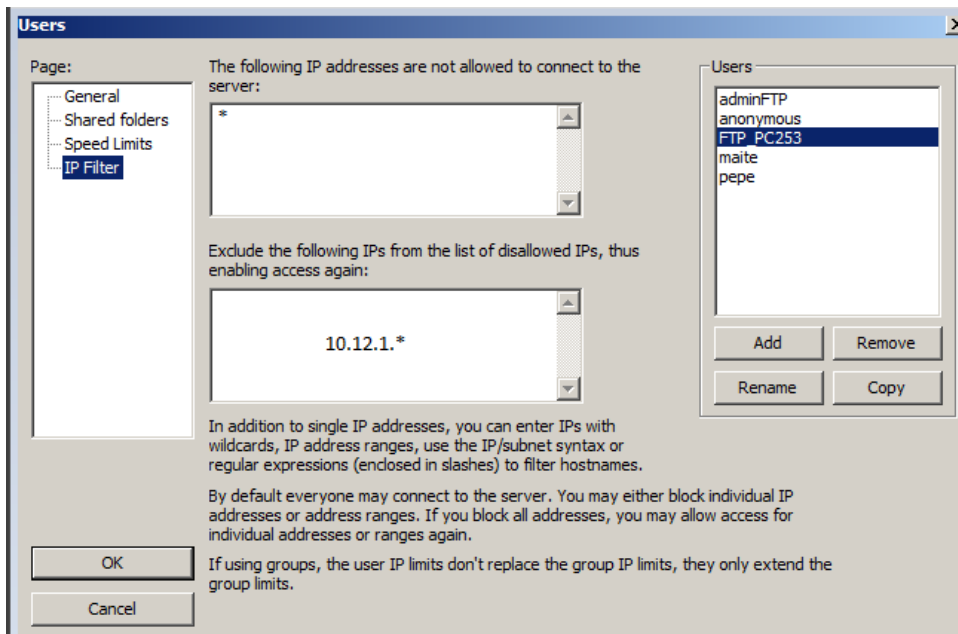 Users
Page:
General
Shared folders
Speed Limits
IP Filter
The following IP addresses are not allowed to connect to the
server:
*
Exclude the following IPs from the list of disallowed IPs, thus
enabling access again:
10.12.1.*
In addition to single IP addresses, you can enter IPs with
wildcards, IP address ranges, use the IP/subnet syntax or
regular expressions (enclosed in slashes) to filter hostnames.
By default everyone may connect to the server. You may either block individual IP
addresses or address ranges. If you block all addresses, you may allow access for
individual addresses or ranges again.
If using groups, the user IP limits don't replace the group IP limits, they only extend the
group limits.
Users
adminFTP
anonymous
FTP_PC253
maite
pepe
Add
Remove
Rename
Copy
OK
Cancel